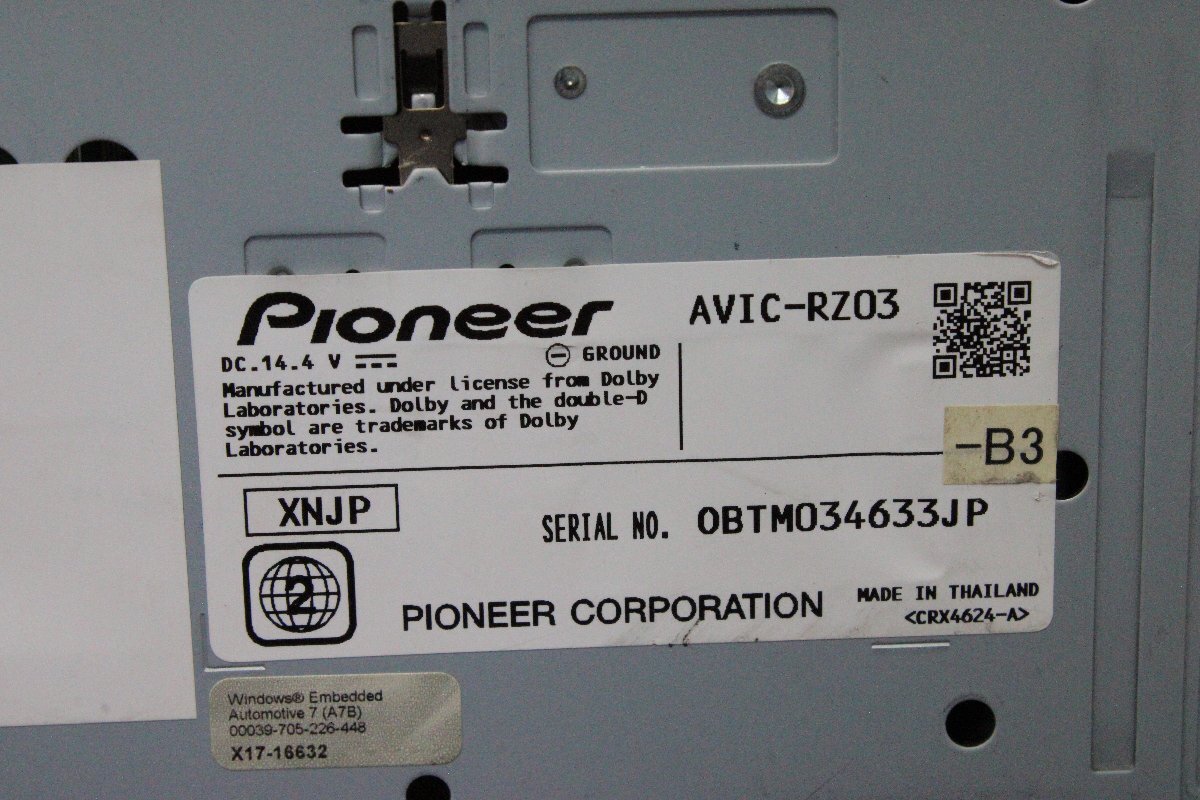 Pioneer
AVIC-RZ03
DC.14.4 V
GROUND
Manufactured under license from Dolby
Laboratories. Dolby and the double-D
symbol are trademarks of Dolby
Laboratories.
-B3
XNJP
SERIAL NO. OBTM034633JP
2
PIONEER CORPORATION
MADE IN THAILAND
<CRX4624-A>
Windows® Embedded
Automotive 7 (A7B)
00039-705-226-448
X17-16632